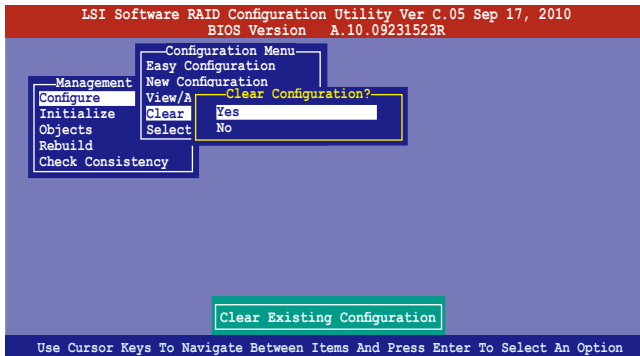 LSI Software RAID Configuration Utility Ver C.05 Sep 17, 2010
BIOS Version A.10.09231523R
Configuration Menu
Easy Configuration
New Configuration
View/A
Clear
Select
Management
Configure
Initialize
Objects
Rebuild
Check Consistency
Clear Configuration?
Yes
No
Clear Existing Configuration
Use Cursor Keys To Navigate Between Items And Press Enter To Select An Option